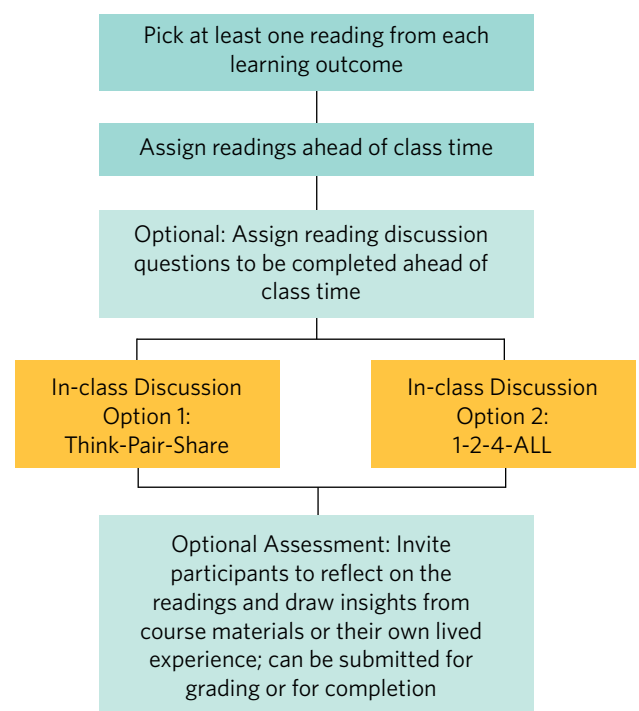 Pick at least one reading from each
learning outcome
Assign readings ahead of class time
Optional: Assign reading discussion
questions to be completed ahead of
class time
In-class Discussion
Option 1:
Think-Pair-Share
In-class Discussion
Option 2:
1-2-4-ALL
Optional Assessment: Invite
participants to reflect on the
readings and draw insights from
course materials or their own lived
experience; can be submitted for
grading or for completion